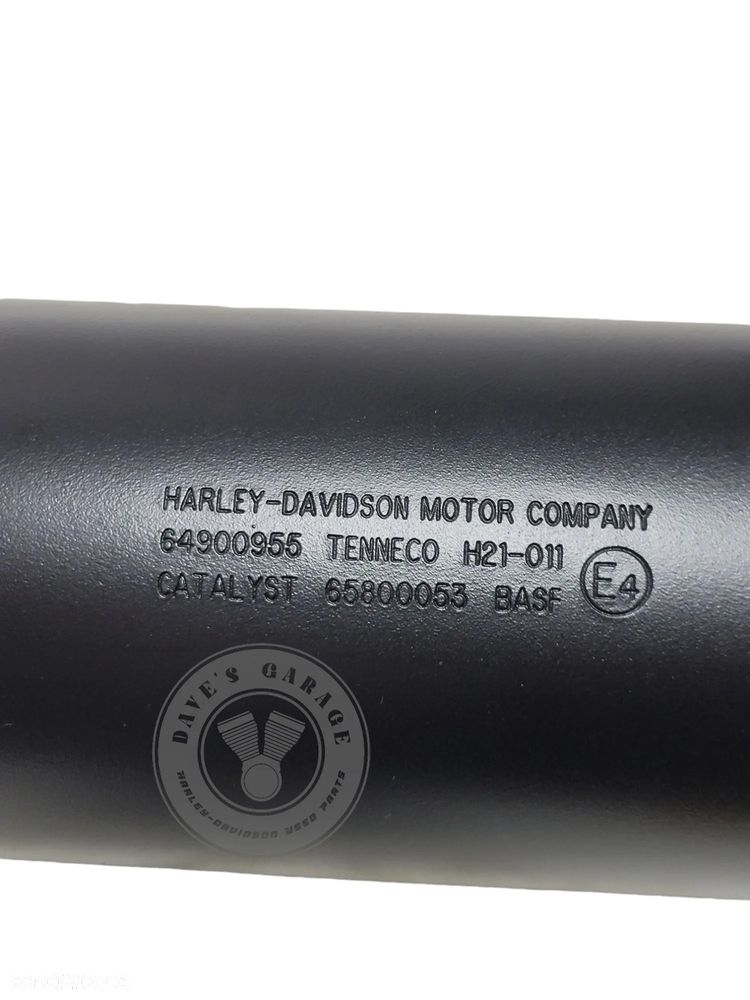 HARLEY-DAVIDSON MOTOR COMPANY
64900955 TENNECO H21-011
CATALYST 65800053 BASF E4
DAVE'S GARAGE
HARLEY-DAVIDSON USED PARTS